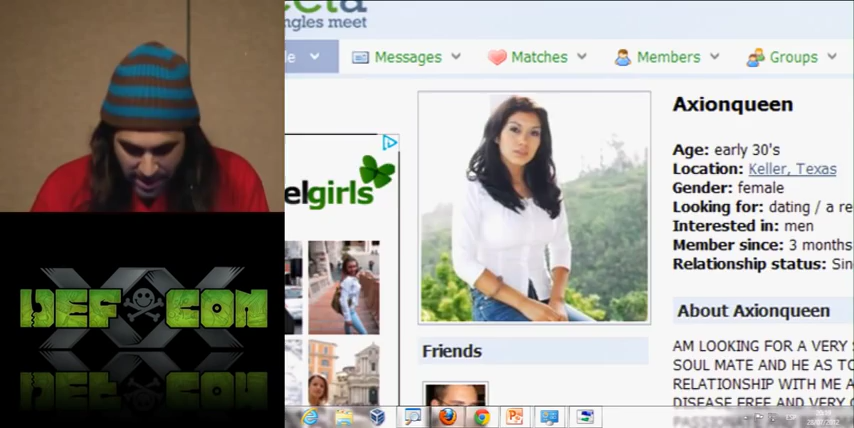 ngles meet
Messages
Matches
Members
Groups
Axionqueen
Age: early 30's
Location: Keller, Texas
Gender: female
Looking for: dating / a re
Interested in: men
Member since: 3 months
Relationship status: Sin
elgirls
DEF CON
XX
About Axionqueen
Friends
AM LOOKING FOR A VERY S
SOUL MATE AND HE AS TO
RELATIONSHIP WITH ME A
DISEASE FREE AND VERY C